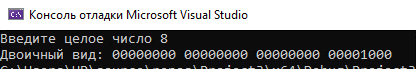 Консоль отладки Microsoft Visual Studio
Введите целое число 8
Двоичный вид: 00000000 00000000 00000000 00001000